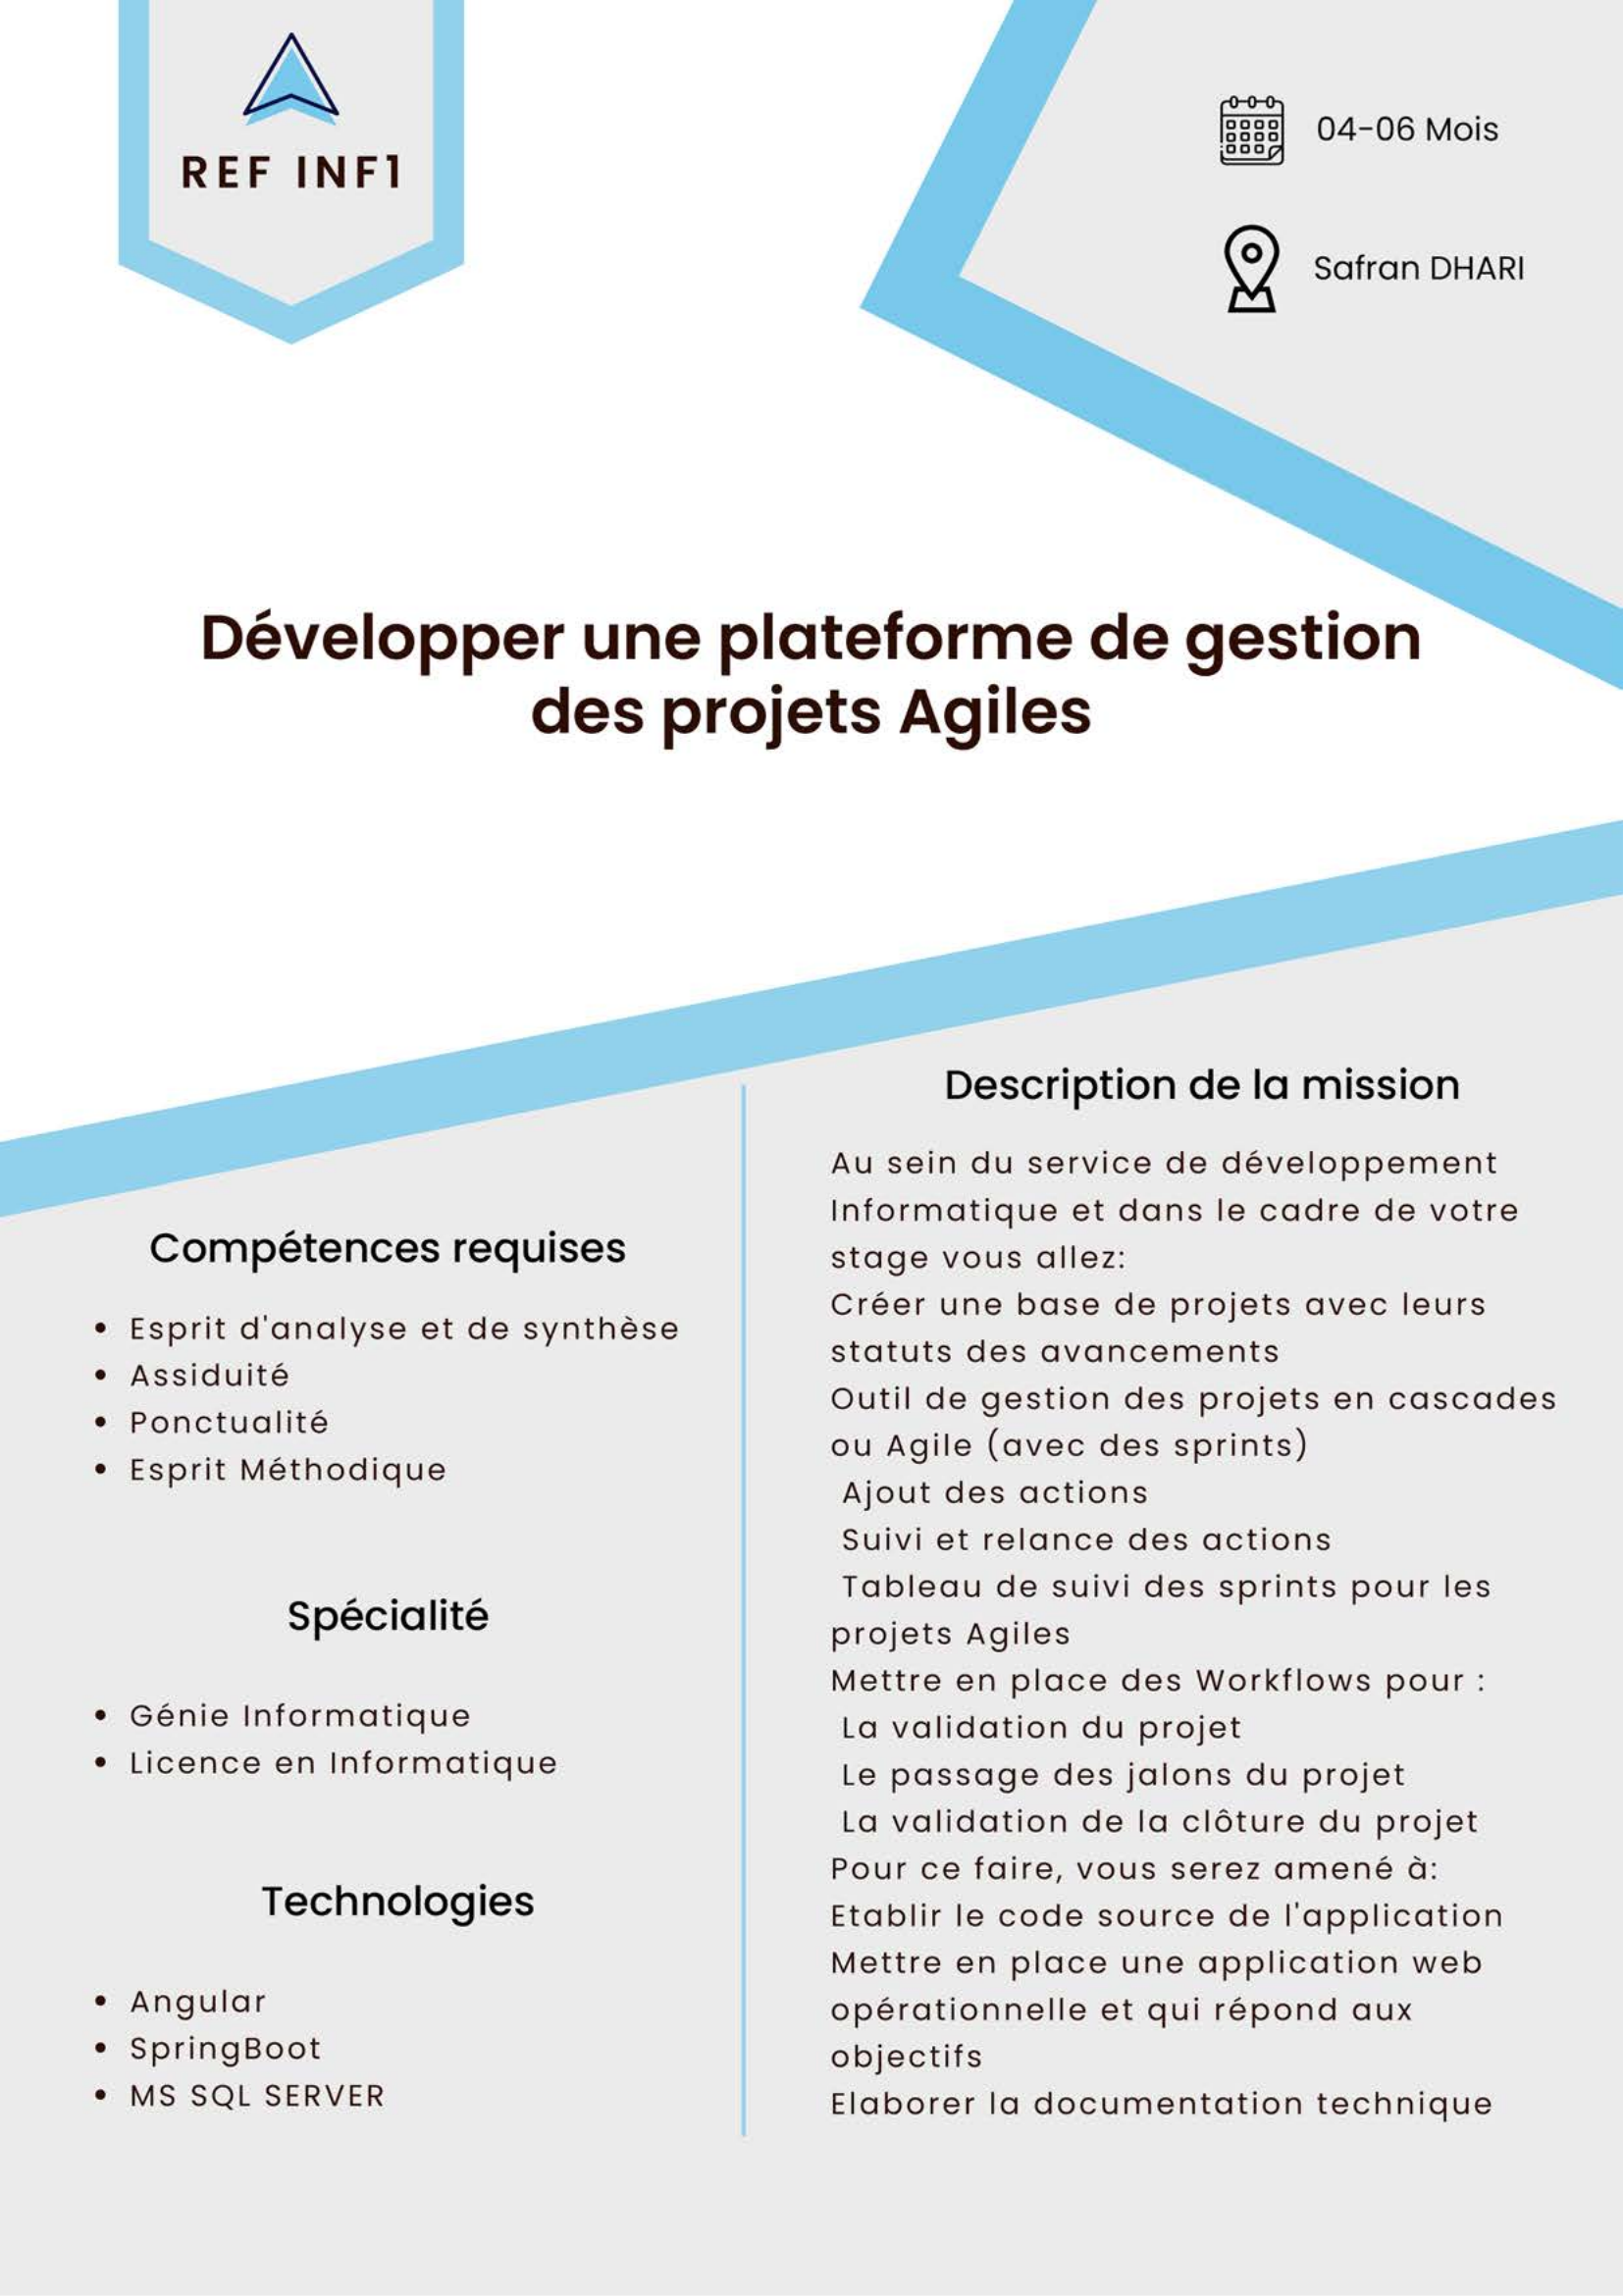 REF INF1
04-06 Mois
Safran DHARI
Développer une plateforme de gestion
des projets Agiles
Compétences requises
• Esprit d'analyse et de synthèse
• Assiduité
• Ponctualité
• Esprit Méthodique
Spécialité
• Génie Informatique
• Licence en Informatique
Technologies
• Angular
• SpringBoot
• MS SQL SERVER
Description de la mission
Au sein du service de développement
Informatique et dans le cadre de votre
stage vous allez:
Créer une base de projets avec leurs
statuts des avancements
Outil de gestion des projets en cascades
ou Agile (avec des sprints)
Ajout des actions
Suivi et relance des actions
Tableau de suivi des sprints pour les
projets Agiles
Mettre en place des Workflows pour :
La validation du projet
Le passage des jalons du projet
La validation de la clôture du projet
Pour ce faire, vous serez amené à:
Etablir le code source de l'application
Mettre en place une application web
opérationnelle et qui répond aux
objectifs
Elaborer la documentation technique